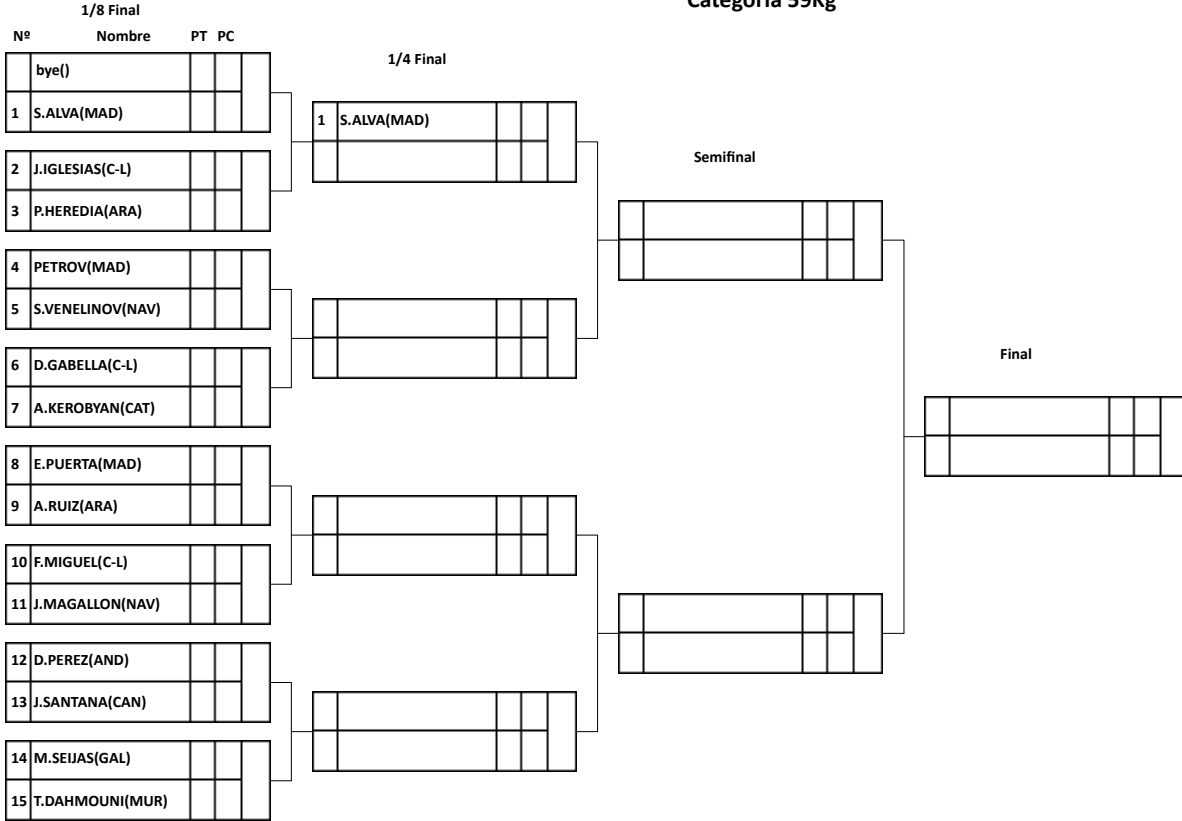 Categoría 59Kg
1/8 Final
Nº Nombre PT PC
bye()
1 S.ALVA(MAD)
2 J.IGLESIAS(C-L)
3 P.HEREDIA(ARA)
4 PETROV(MAD)
5 S.VENELINOV(NAV)
6 D.GABELLA(C-L)
7 A.KEROBYAN(CAT)
8 E.PUERTA(MAD)
9 A.RUIZ(ARA)
10 F.MIGUEL(C-L)
11 J.MAGALLON(NAV)
12 D.PEREZ(AND)
13 J.SANTANA(CAN)
14 M.SEIJAS(GAL)
15 T.DAHMOUNI(MUR)
1/4 Final
1 S.ALVA(MAD)
Semifinal
Final